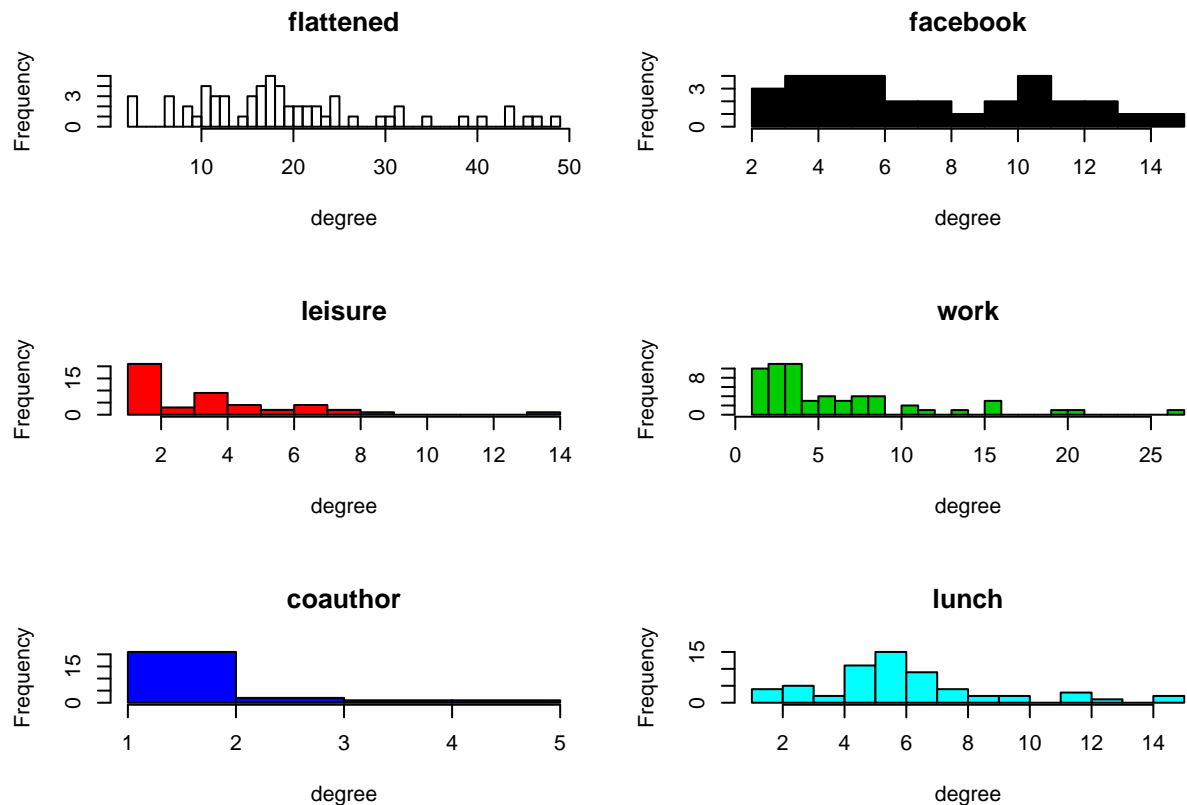 flattened
Frequency
0 3
10 20 30 40 50
degree
facebook
Frequency
0 3
2 4 6 8 10 12 14
degree
leisure
Frequency
0 15
2 4 6 8 10 12 14
degree
work
Frequency
0 8
0 5 10 15 20 25
degree
coauthor
Frequency
0 15
1 2 3 4 5
degree
lunch
Frequency
0 15
2 4 6 8 10 12 14
degree